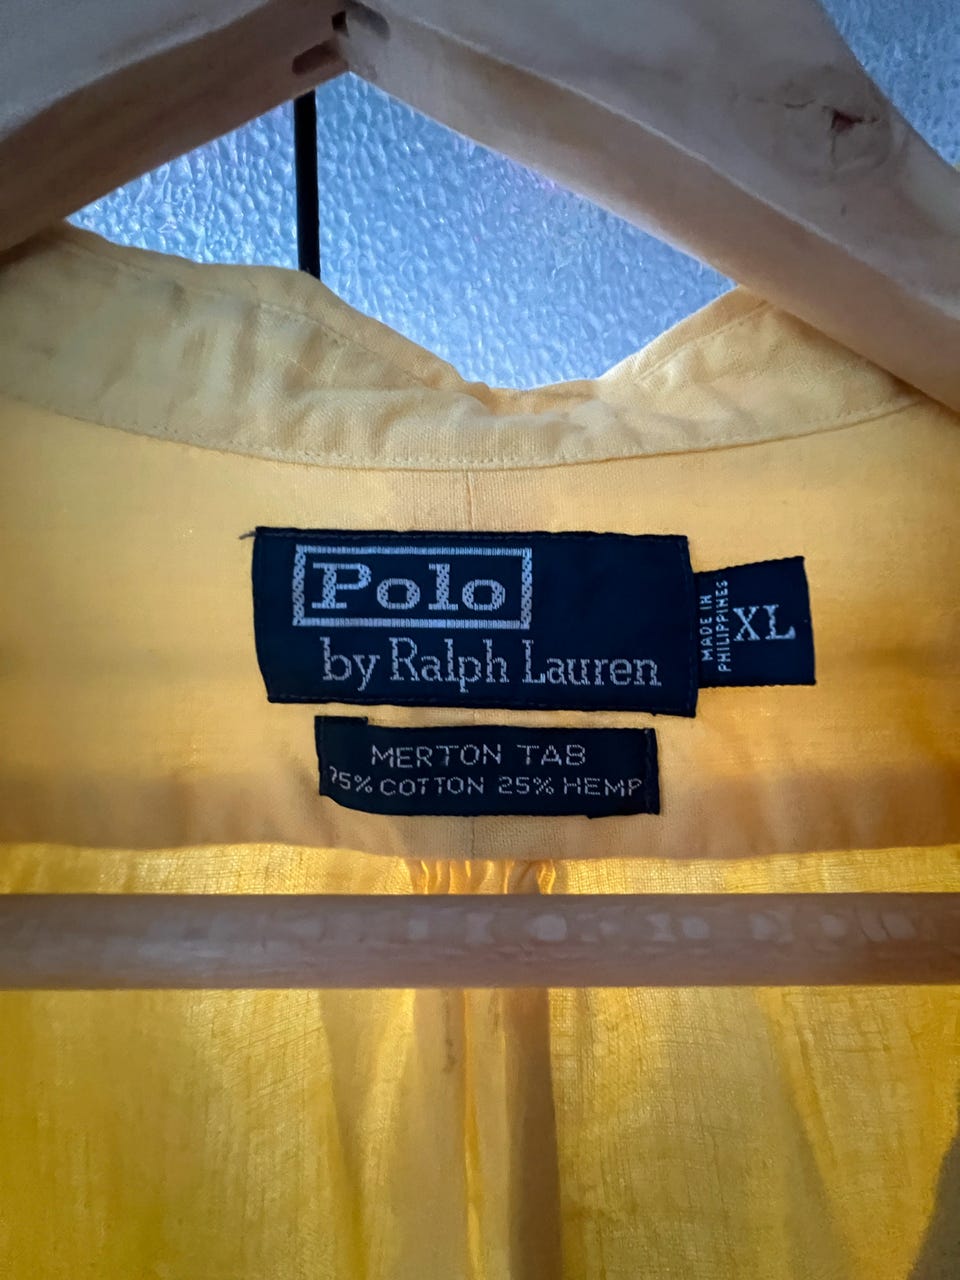 Polo
by Ralph Lauren
MADE IN
PHILIPPINES
XL
MERTON TAB
75% COTTON 25% HEMP